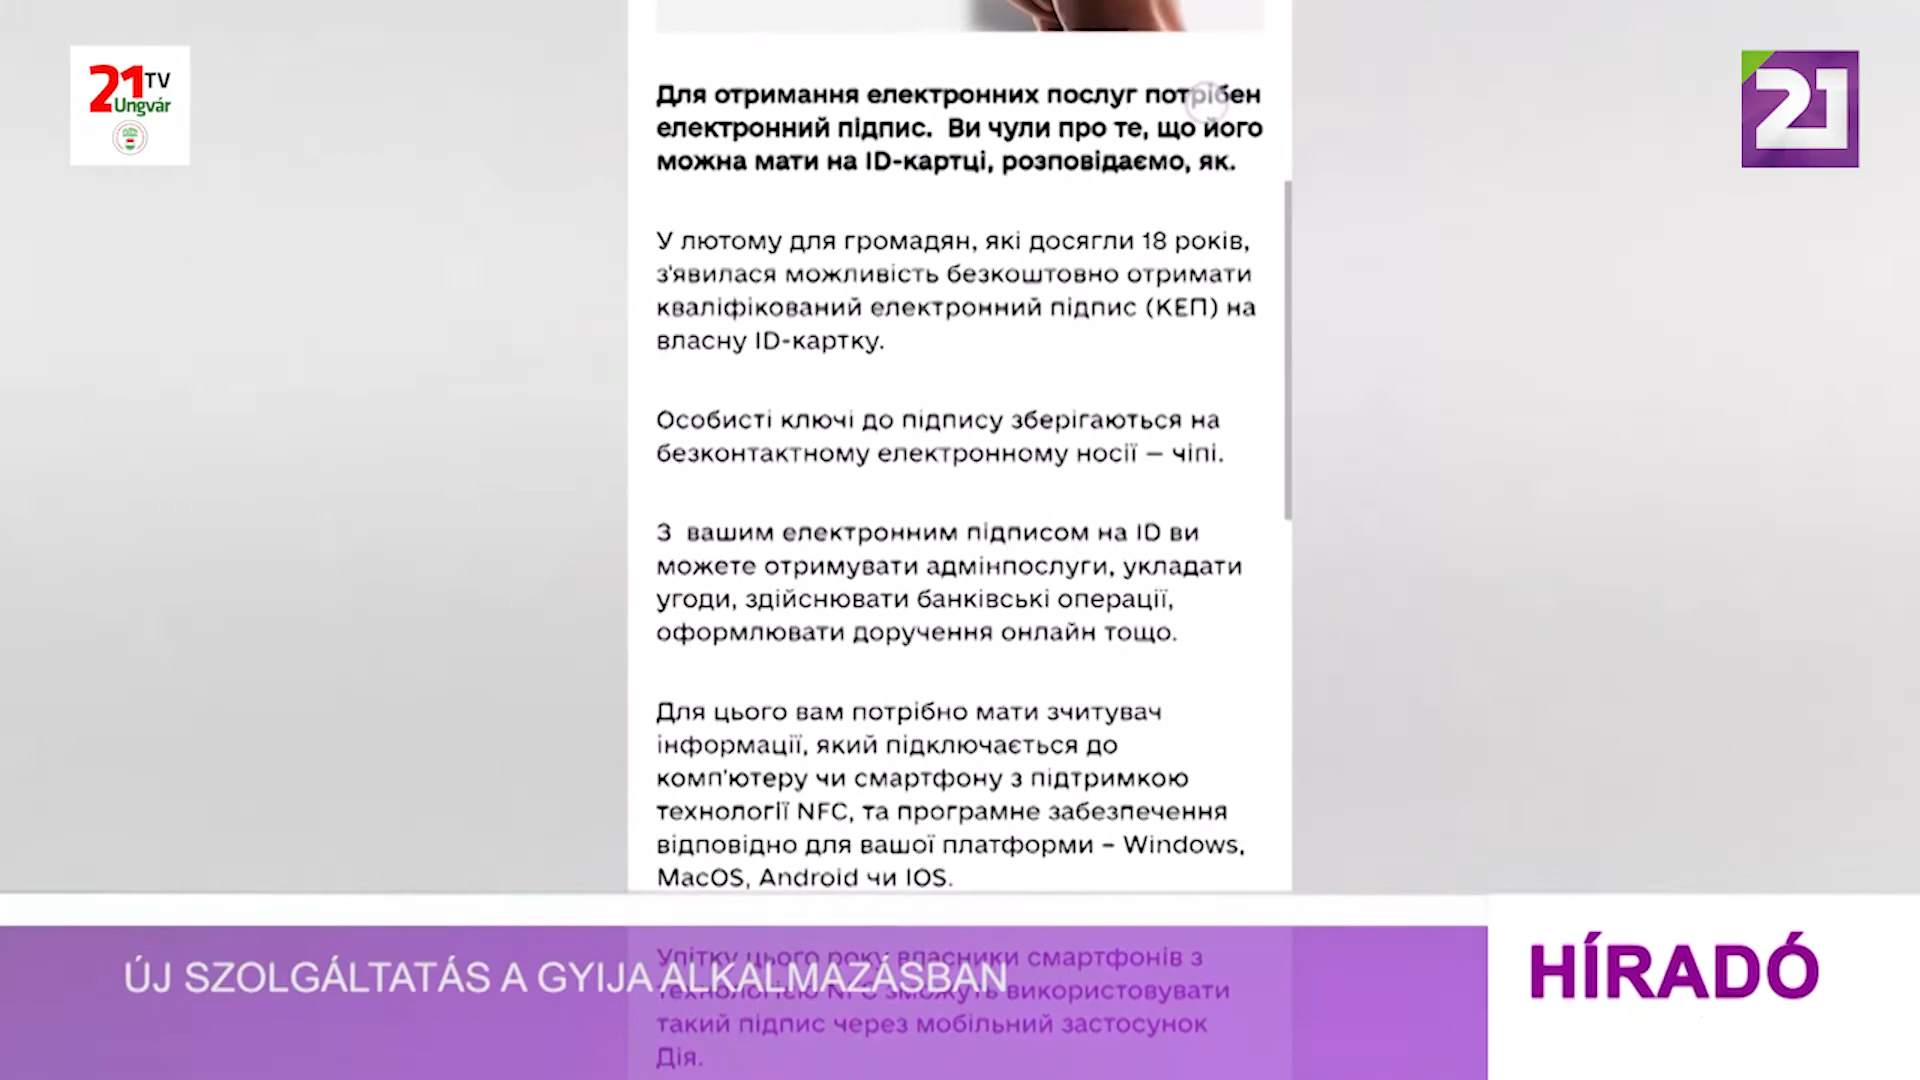 21 TV
Ungvár
21
Для отримання електронних послуг потрібен
електронний підпис.  Ви чули про те, що його
можна мати на ID-картці, розповідаємо, як.
У лютому для громадян, які досягли 18 років,
з'явилася можливість безкоштовно отримати
кваліфікований електронний підпис (КЕП) на
власну ID-картку.
Особисті ключі до підпису зберігаються на
безконтактному електронному носії – чіпі.
З  вашим електронним підписом на ID ви
можете отримувати адмінпослуги, укладати
угоди, здійснювати банківські операції,
оформлювати доручення онлайн тощо.
Для цього вам потрібно мати зчитувач
інформації, який підключається до
комп'ютеру чи смартфону з підтримкою
технології NFC, та програмне забезпечення
відповідно для вашої платформи – Windows,
MacOS, Android чи IOS.
Улітку цього року власники смартфонів з
технологією NFC зможуть використовувати
такий підпис через мобільний застосунок
Дія.
ÚJ SZOLGÁLTATÁS A GYIJA ALKALMAZÁSBAN
HÍRADÓ